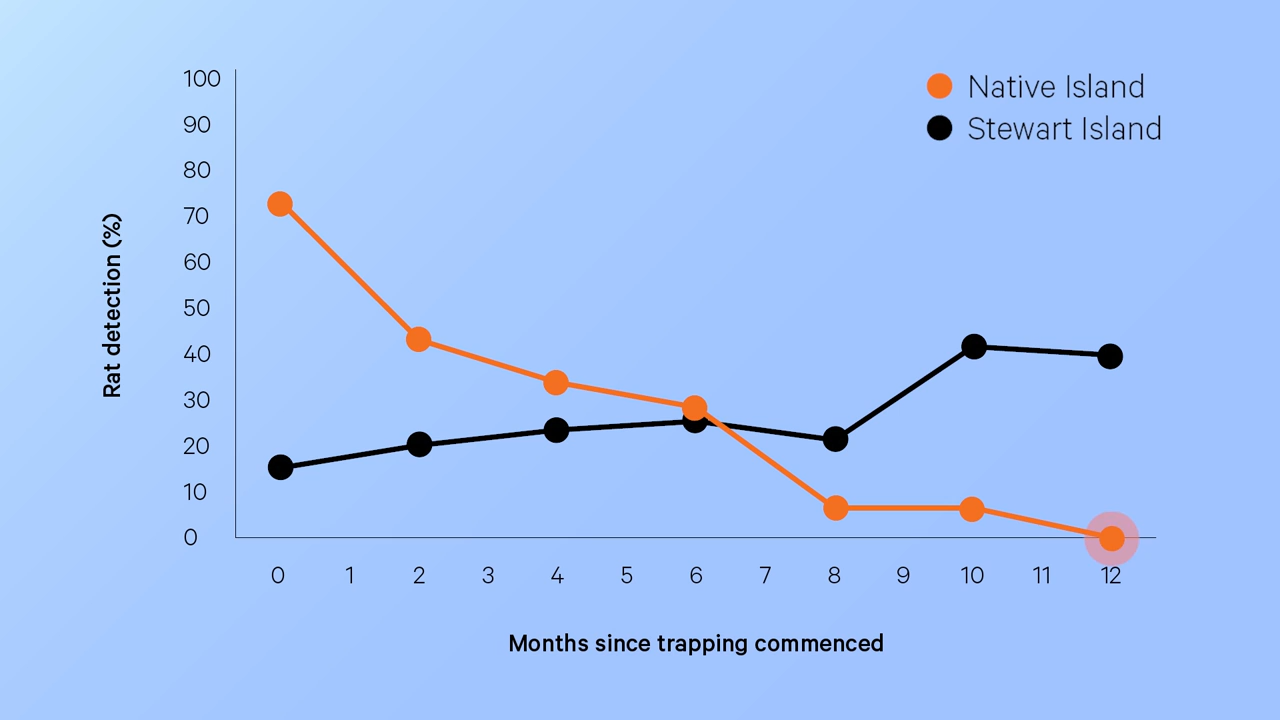 100
90
80
70
60
50
40
30
20
10
0
Rat detection (%)
Native Island
Stewart Island
0 1 2 3 4 5 6 7 8 9 10 11 12
Months since trapping commenced